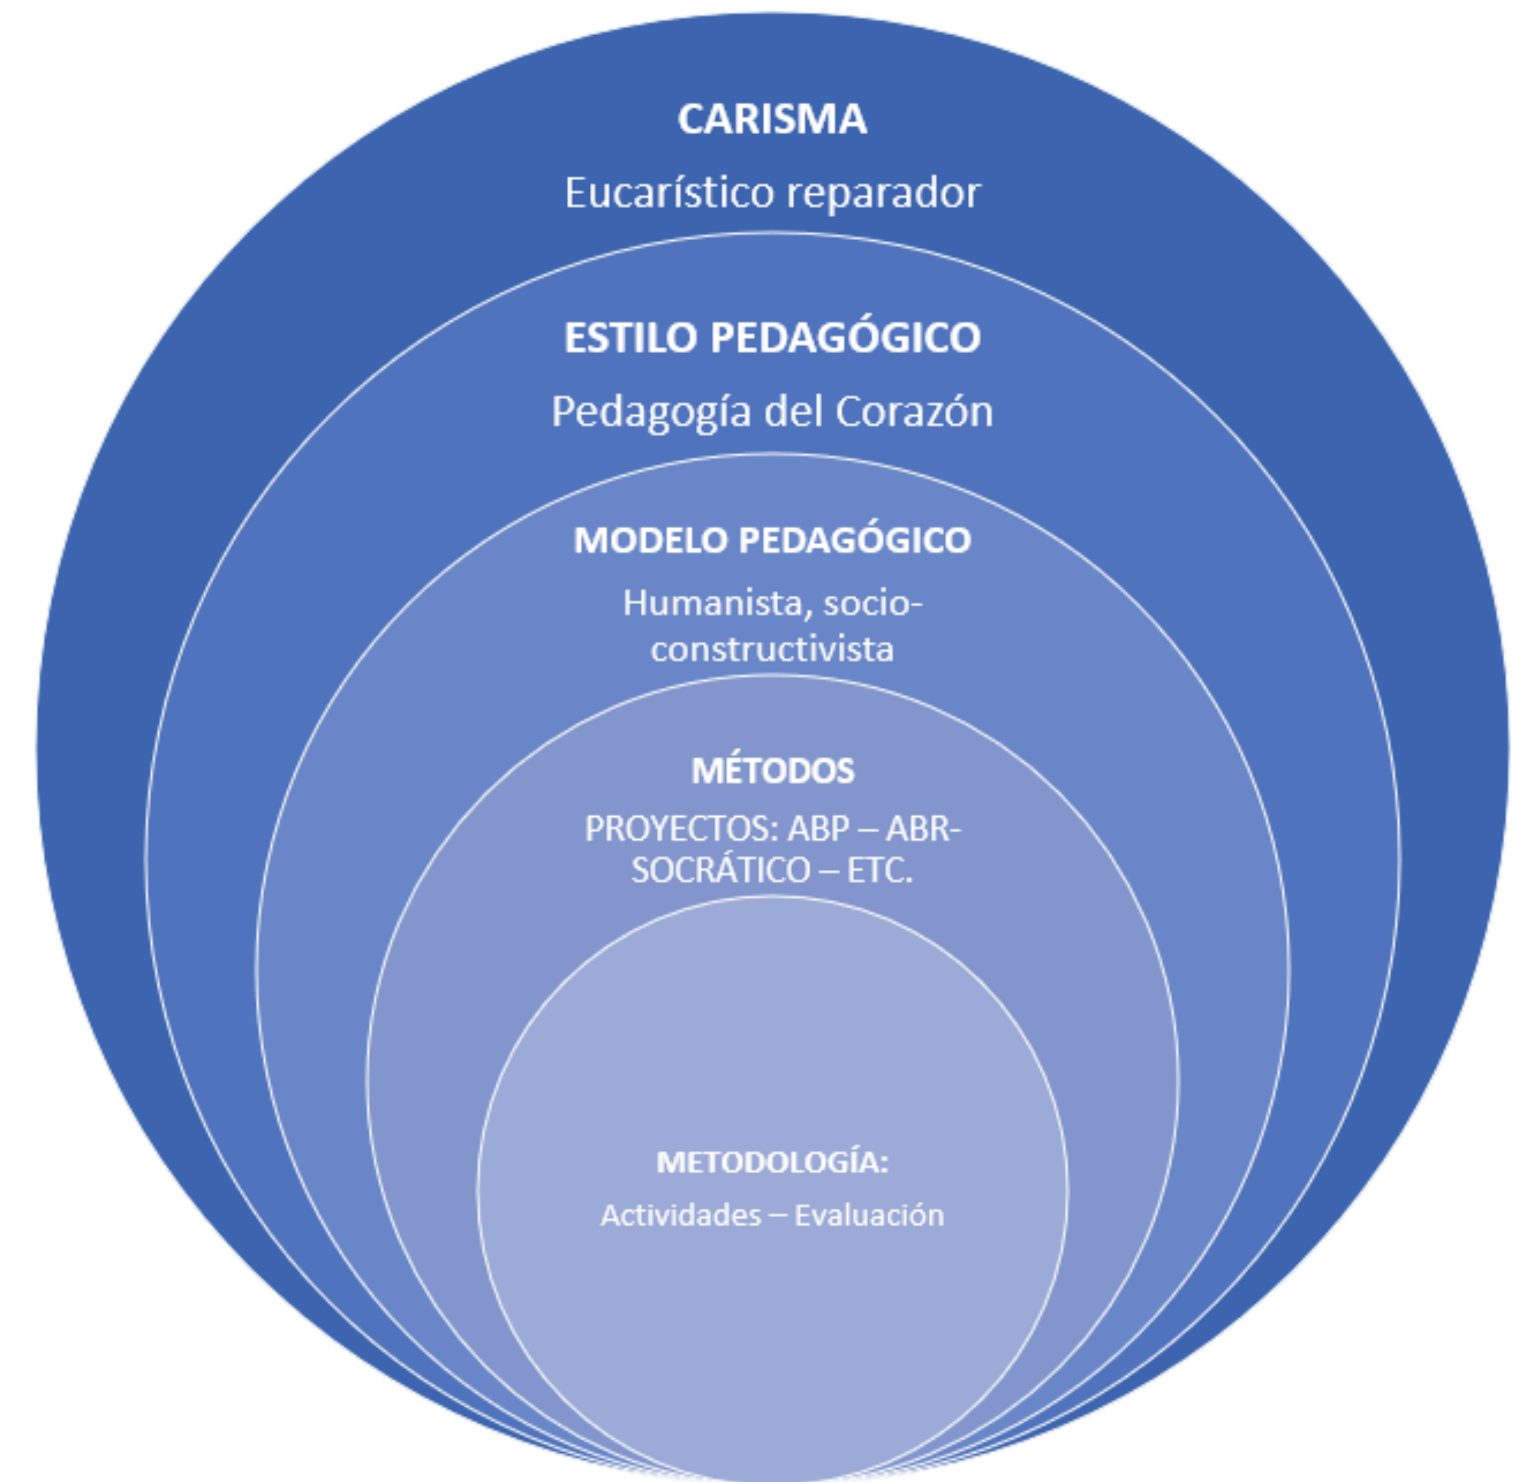 CARISMA
Eucarístico reparador
ESTILO PEDAGÓGICO
Pedagogía del Corazón
MODELO PEDAGÓGICO
Humanista, socio-
constructivista
MÉTODOS
PROYECTOS: ABP – ABR-
SOCRÁTICO – ETC.
METODOLOGÍA:
Actividades – Evaluación